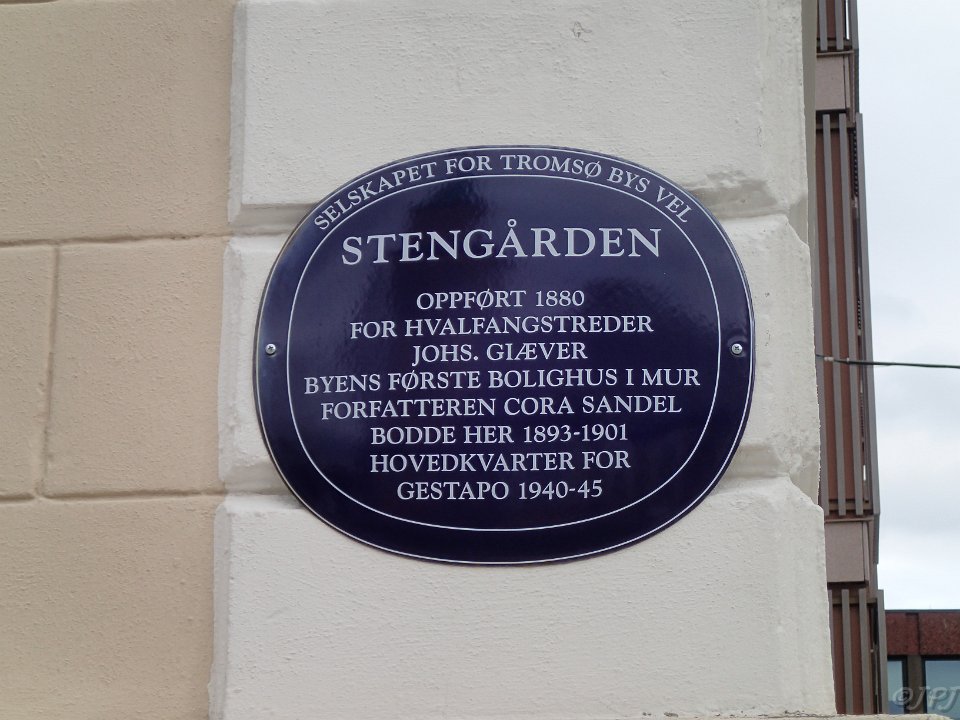 SELSKAPET FOR TROMSØ BYS VEL
STENGÅRDEN
OPPFØRT 1880
FOR HVALFANGSTREDER
JOHS. GIÆVER
BYENS FØRSTE BOLIGHUS I MUR
FORFATTEREN CORA SANDEL
BODDE HER 1893-1901
HOVEDKVARTER FOR
GESTAPO 1940-45
©JPJ